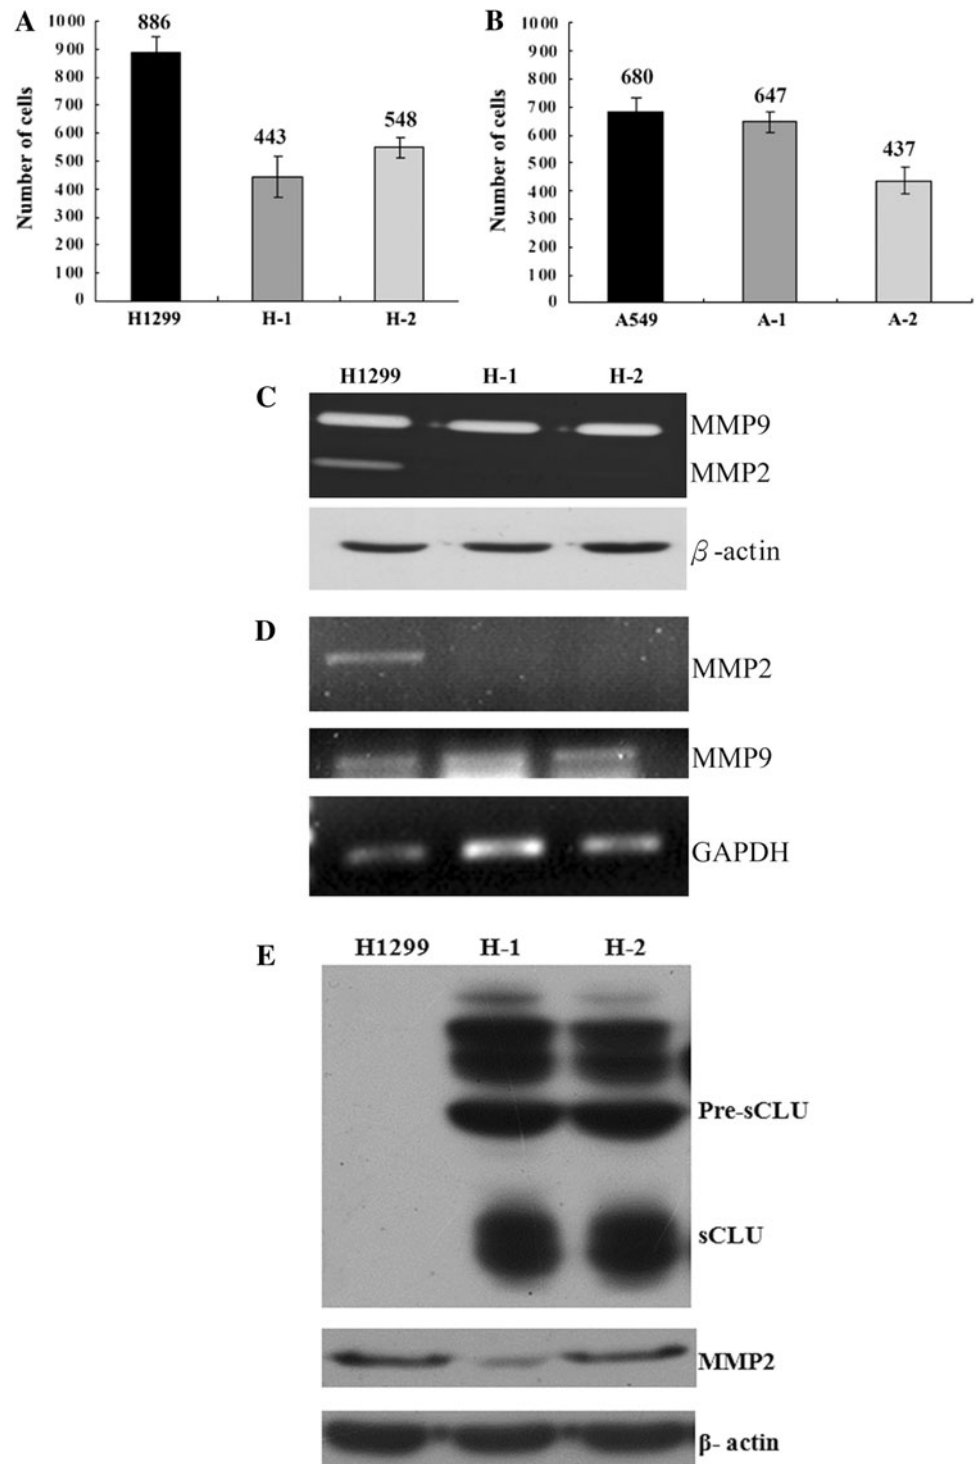 A
1000
900
800
700
600
500
400
300
200
100
0
Number of cells
886
443
548
H1299 H-1 H-2
B
1000
900
800
700
600
500
400
300
200
100
0
Number of cells
680
647
437
A549 A-1 A-2
C
H1299 H-1 H-2
MMP9
MMP2
β-actin
D
MMP2
MMP9
GAPDH
E
H1299 H-1 H-2
Pre-sCLU
sCLU
MMP2
β- actin